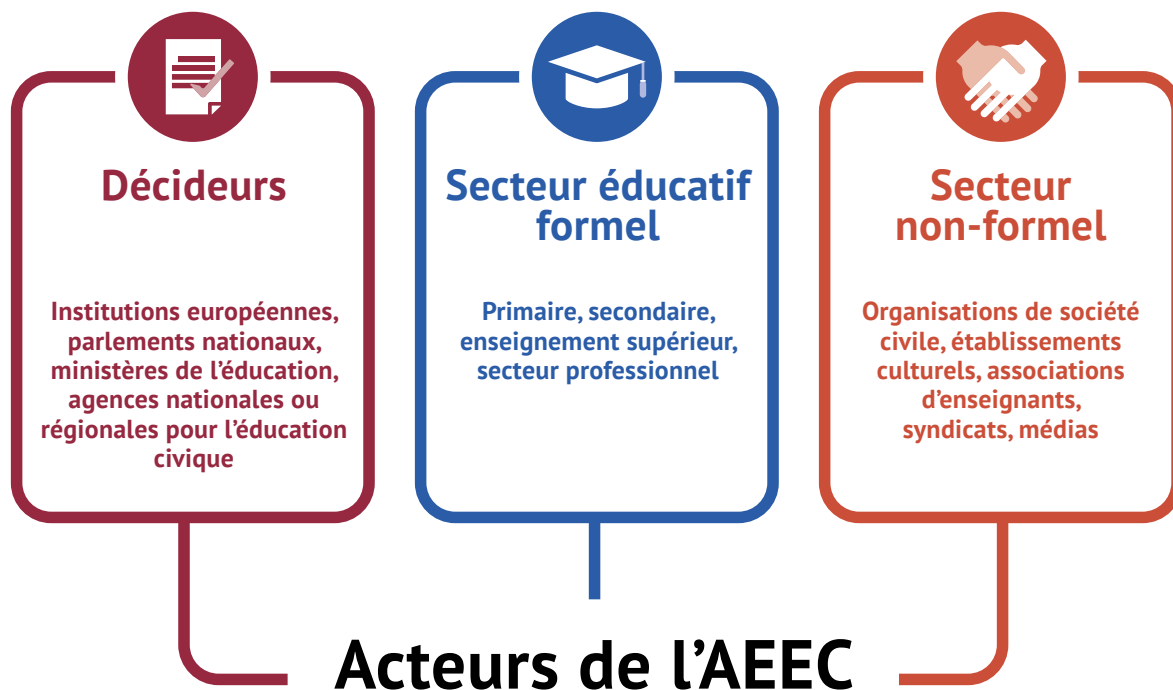 Décideurs
Institutions européennes,
parlements nationaux,
ministères de l’éducation,
agences nationales ou
régionales pour l’éducation
civique
Secteur éducatif
formel
Primaire, secondaire,
enseignement supérieur,
secteur professionnel
Secteur
non-formel
Organisations de société
civile, établissements
culturels, associations
d’enseignants,
syndicats, médias
Acteurs de l’AEEC